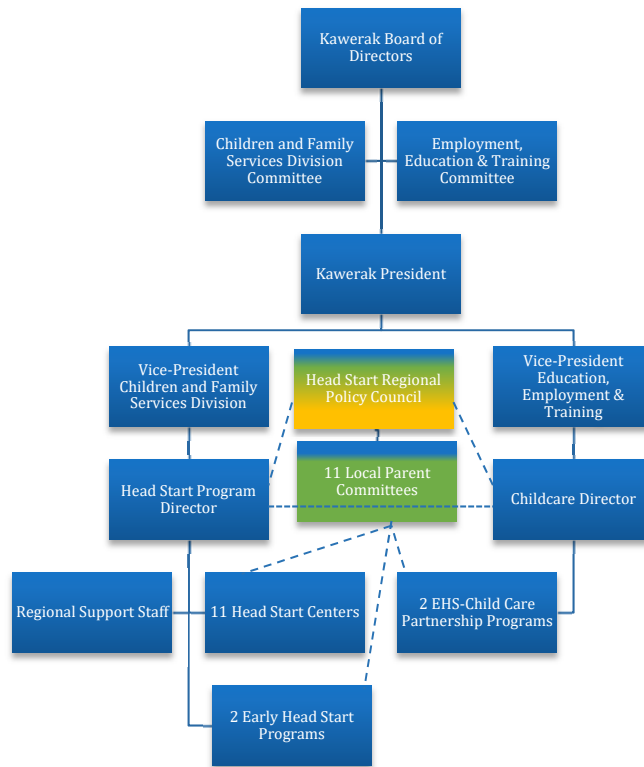 Kawerak Board of
Directors
Children and Family
Services Division
Committee
Employment,
Education & Training
Committee
Kawerak President
Vice-President
Children and Family
Services Division
Head Start Regional
Policy Council
Vice-President
Education,
Employment &
Training
11 Local Parent
Committees
Head Start Program
Director
Childcare Director
Regional Support Staff
11 Head Start Centers
2 EHS-Child Care
Partnership Programs
2 Early Head Start
Programs